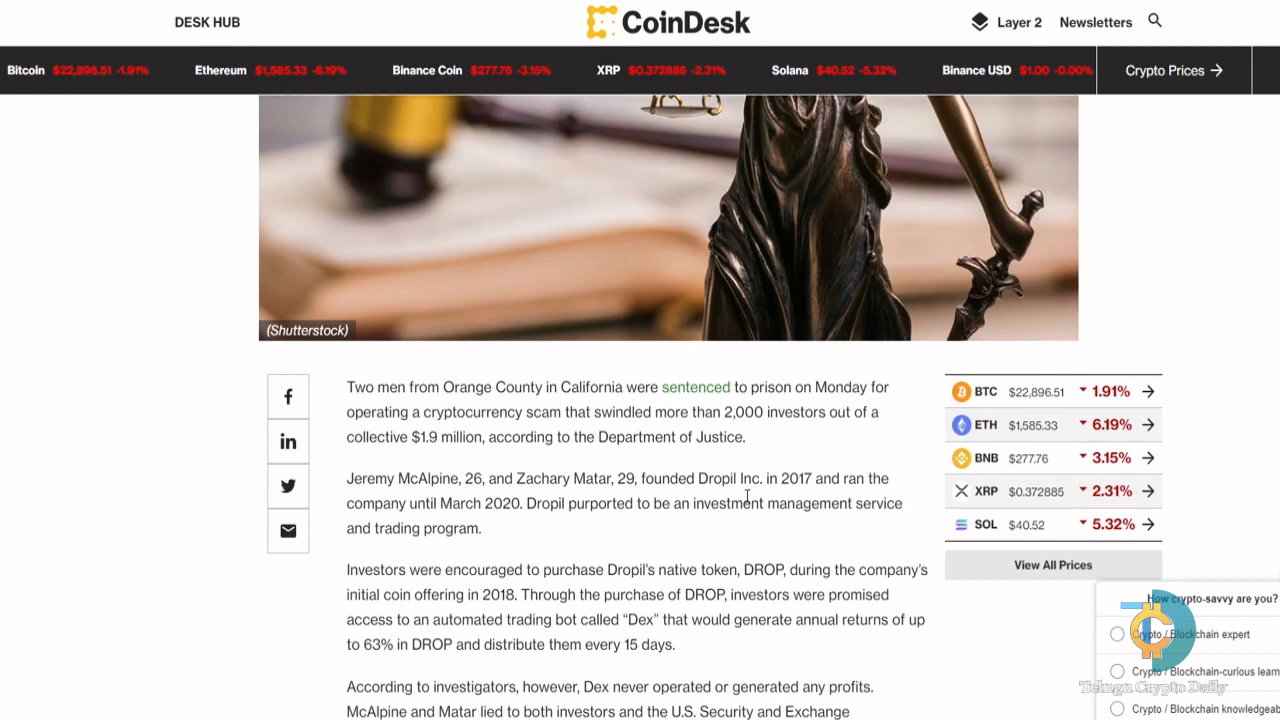 DESK HUB
CoinDesk
Layer 2
Newsletters
Bitcoin $22,896.51 -1.91%
Ethereum $1,585.33 -6.19%
Binance Coin $277.76 -3.15%
XRP $0.372885 -2.31%
Solana $40.52 -5.32%
Binance USD $1.00 -0.00%
Crypto Prices →
(Shutterstock)
Two men from Orange County in California were sentenced to prison on Monday for
operating a cryptocurrency scam that swindled more than 2,000 investors out of a
collective $1.9 million, according to the Department of Justice.
Jeremy McAlpine, 26, and Zachary Matar, 29, founded Dropil Inc. in 2017 and ran the
company until March 2020. Dropil purported to be an investment management service
and trading program.
Investors were encouraged to purchase Dropil's native token, DROP, during the company's
initial coin offering in 2018. Through the purchase of DROP, investors were promised
access to an automated trading bot called “Dex” that would generate annual returns of up
to 63% in DROP and distribute them every 15 days.
According to investigators, however, Dex never operated or generated any profits.
McAlpine and Matar lied to both investors and the U.S. Security and Exchange
BTC $22,896.51 1.91% →
ETH $1,585.33 6.19% →
BNB $277.76 3.15% →
XRP $0.372885 2.31% →
SOL $40.52 5.32% →
View All Prices
How crypto-savvy are you?
Crypto / Blockchain expert
Crypto / Blockchain-curious learn
Telugu Crypto Daily
Crypto / Blockchain knowledgeab